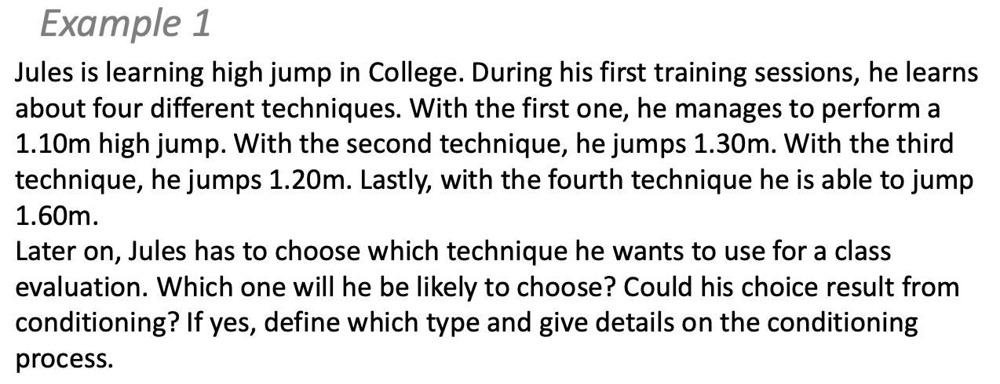 Example 1
Jules is learning high jump in College. During his first training sessions, he learns
about four different techniques. With the first one, he manages to perform a
1.10m high jump. With the second technique, he jumps 1.30m. With the third
technique, he jumps 1.20m. Lastly, with the fourth technique he is able to jump
1.60m.
Later on, Jules has to choose which technique he wants to use for a class
evaluation. Which one will he be likely to choose? Could his choice result from
conditioning? If yes, define which type and give details on the conditioning
process.